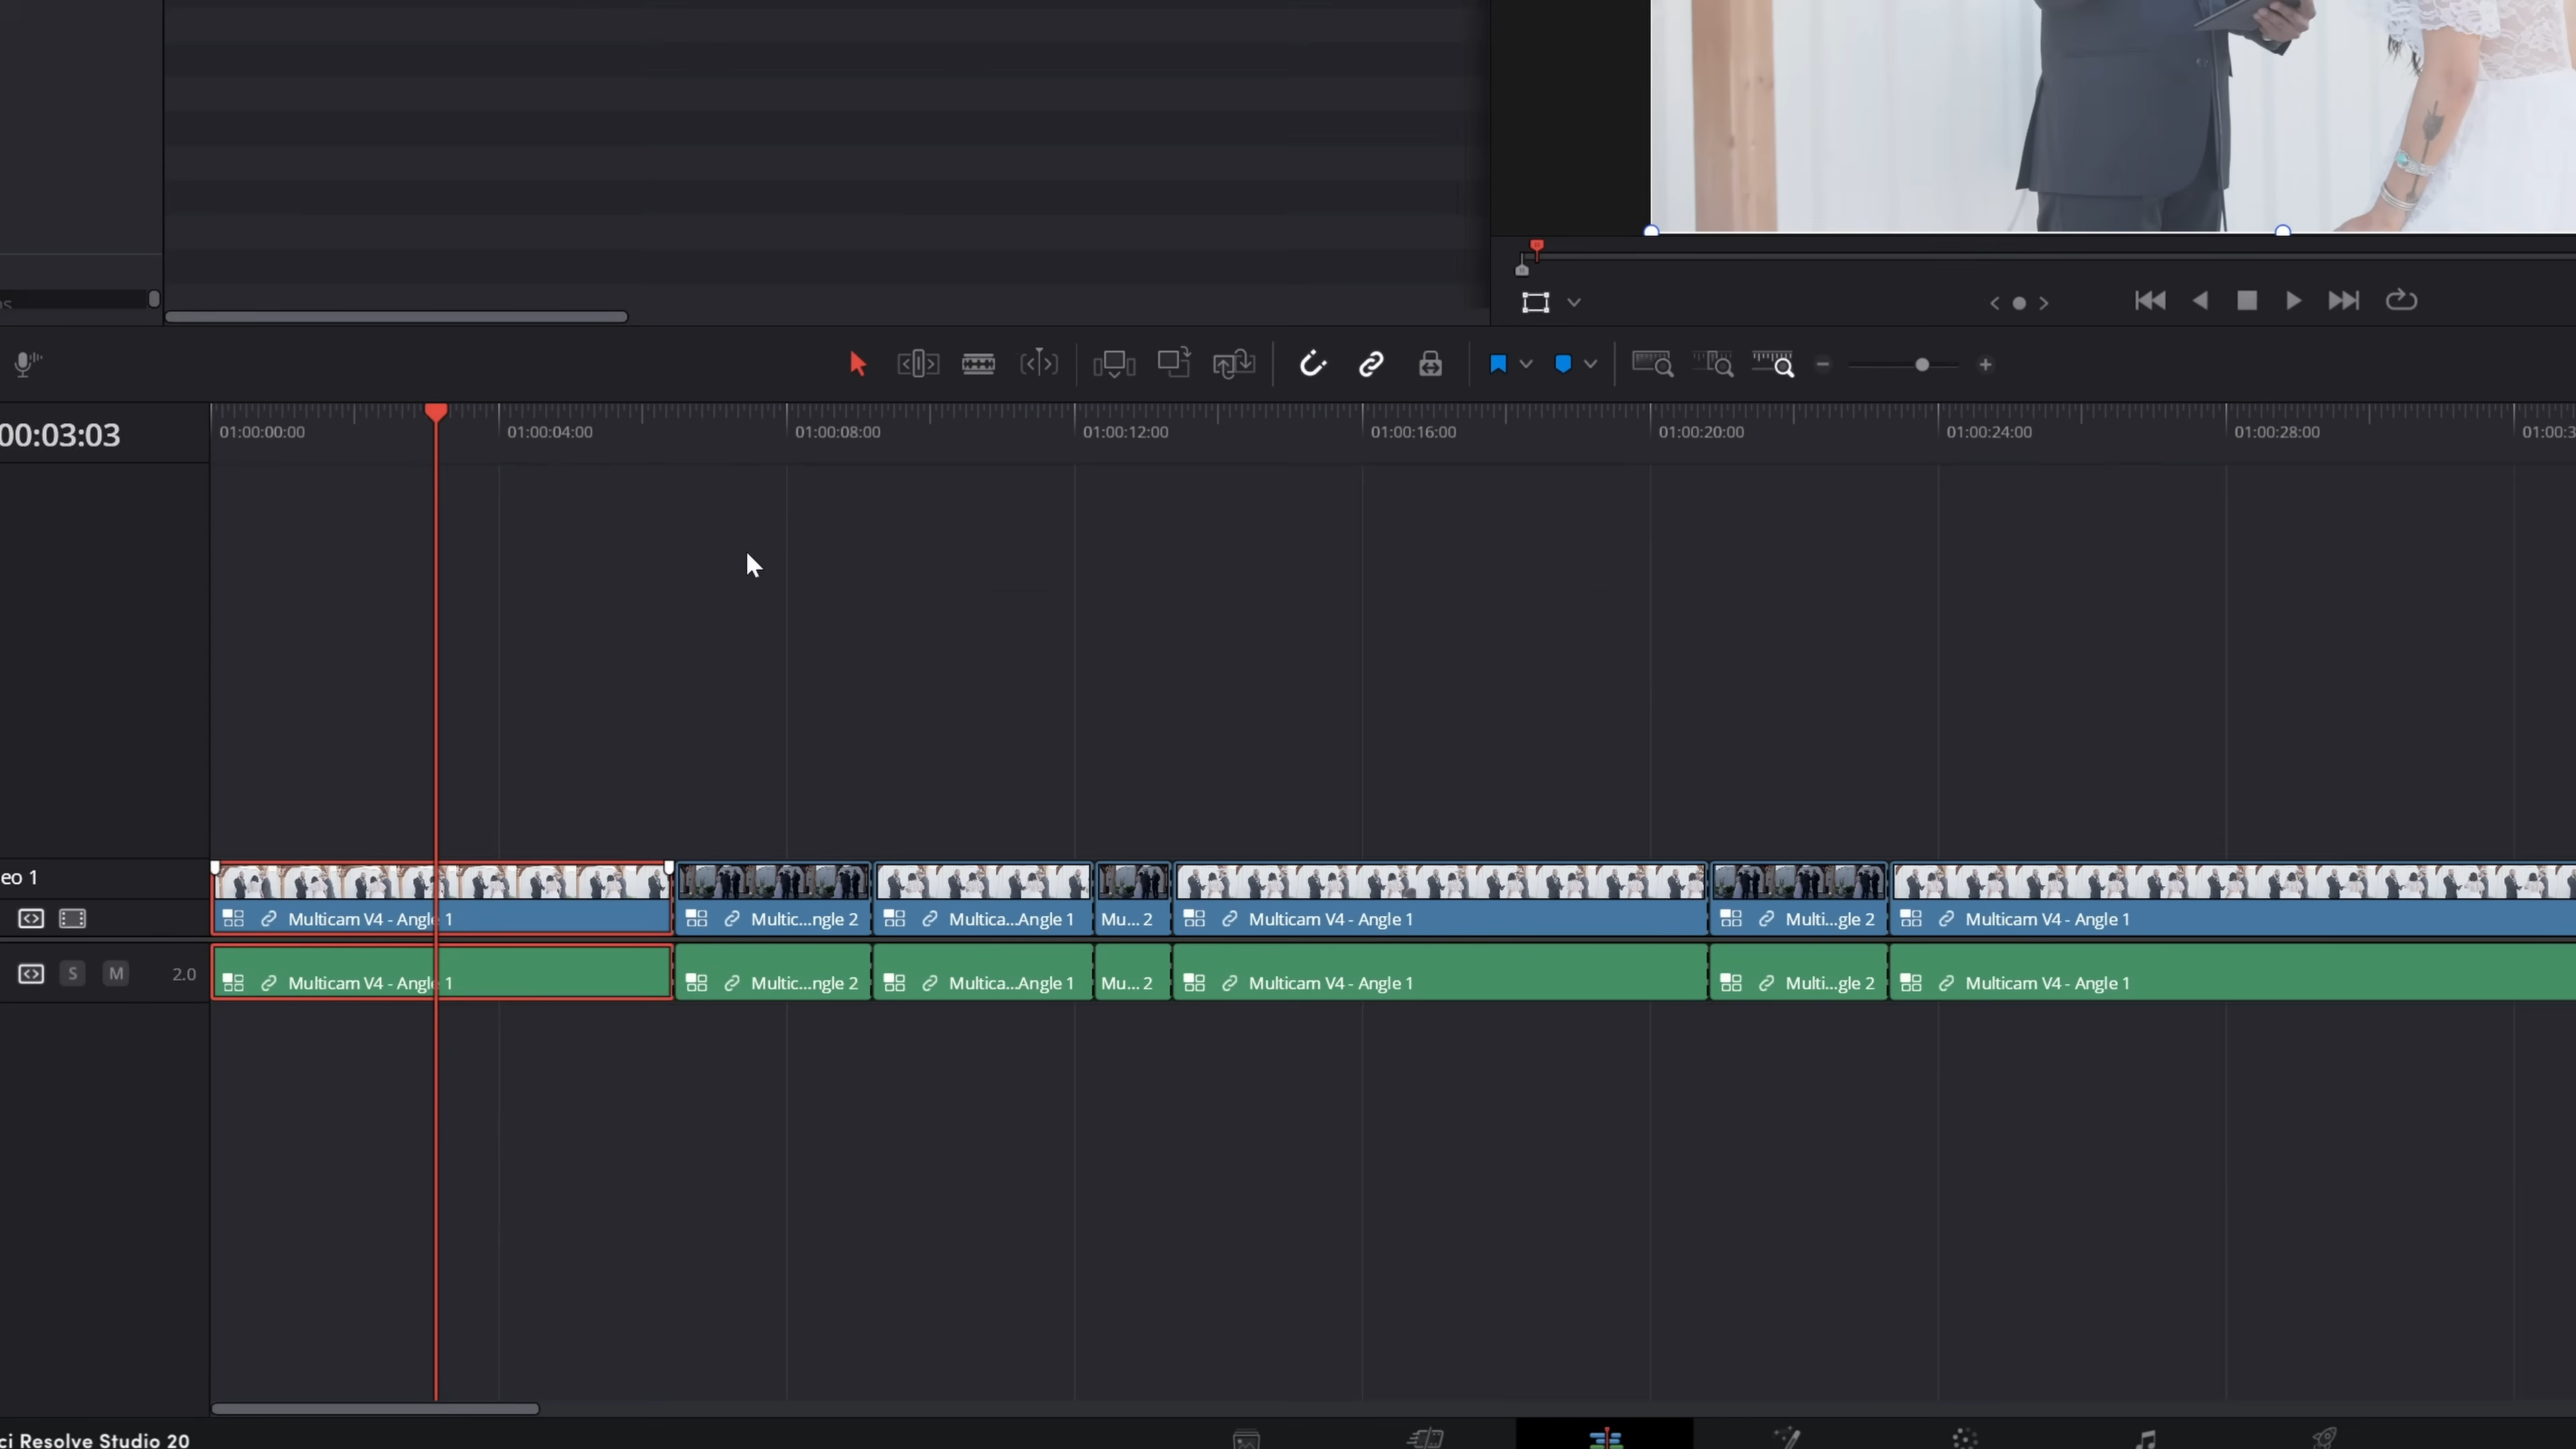 00:03:03
01:00:00:00 01:00:04:00 01:00:08:00 01:00:12:00 01:00:16:00 01:00:20:00 01:00:24:00 01:00:28:00 01:00:3
eo 1
Multicam V4 - Angle 1 Multic...ngle 2 Multica...Angle 1 Mu... 2 Multicam V4 - Angle 1 Multi...gle 2 Multicam V4 - Angle 1
S M 2.0
Multicam V4 - Angle 1 Multic...ngle 2 Multica...Angle 1 Mu... 2 Multicam V4 - Angle 1 Multi...gle 2 Multicam V4 - Angle 1
ci Resolve Studio 20